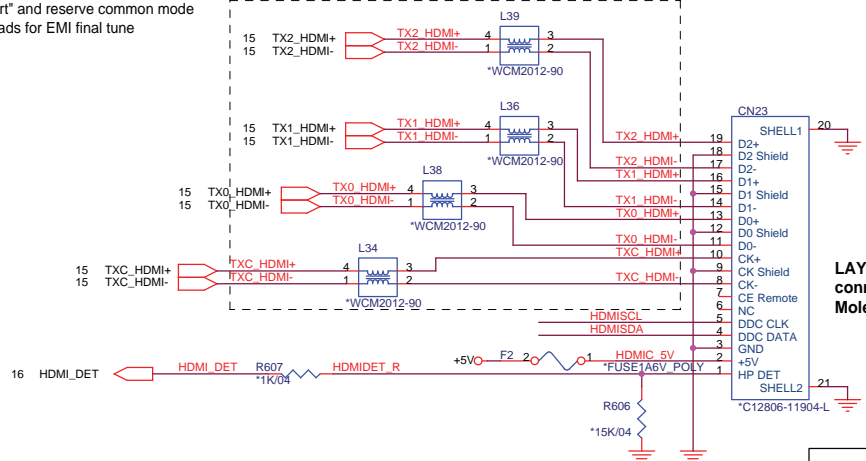 rt" and reserve common mode
ads for EMI final tune
L39
15 TX2_HDMI+ TX2_HDMI+ 4 3
15 TX2_HDMI- TX2_HDMI- 1 2
*WCM2012-90
L36
15 TX1_HDMI+ TX1_HDMI+ 4 3
15 TX1_HDMI- TX1_HDMI- 1 2
*WCM2012-90
L38
15 TX0_HDMI+ TX0_HDMI+ 4 3
15 TX0_HDMI- TX0_HDMI- 1 2
*WCM2012-90
L34
15 TXC_HDMI+ TXC_HDMI+ 4 3
15 TXC_HDMI- TXC_HDMI- 1 2
*WCM2012-90
CN23
SHELL1 20
TX2_HDMI+ 19 D2+
18 D2 Shield
TX2_HDMI- 17 D2-
TX1_HDMI+ 16 D1+
15 D1 Shield
TX1_HDMI- 14 D1-
TX0_HDMI+ 13 D0+
12 D0 Shield
TX0_HDMI- 11 D0-
TXC_HDMI+ 10 CK+
9 CK Shield
TXC_HDMI- 8 CK-
7 CE Remote
6 NC
HDMISCL 5 DDC CLK
HDMISDA 4 DDC DATA
3 GND
+5V F2 2 1 HDMIC_5V 2 +5V
*FUSE1A6V_POLY
16 HDMI_DET HDMI_DET R607 HDMIDET_R 1 HP DET
*1K/04
SHELL2 21
*C12806-11904-L
R606
*15K/04
LAY
conn
Mole